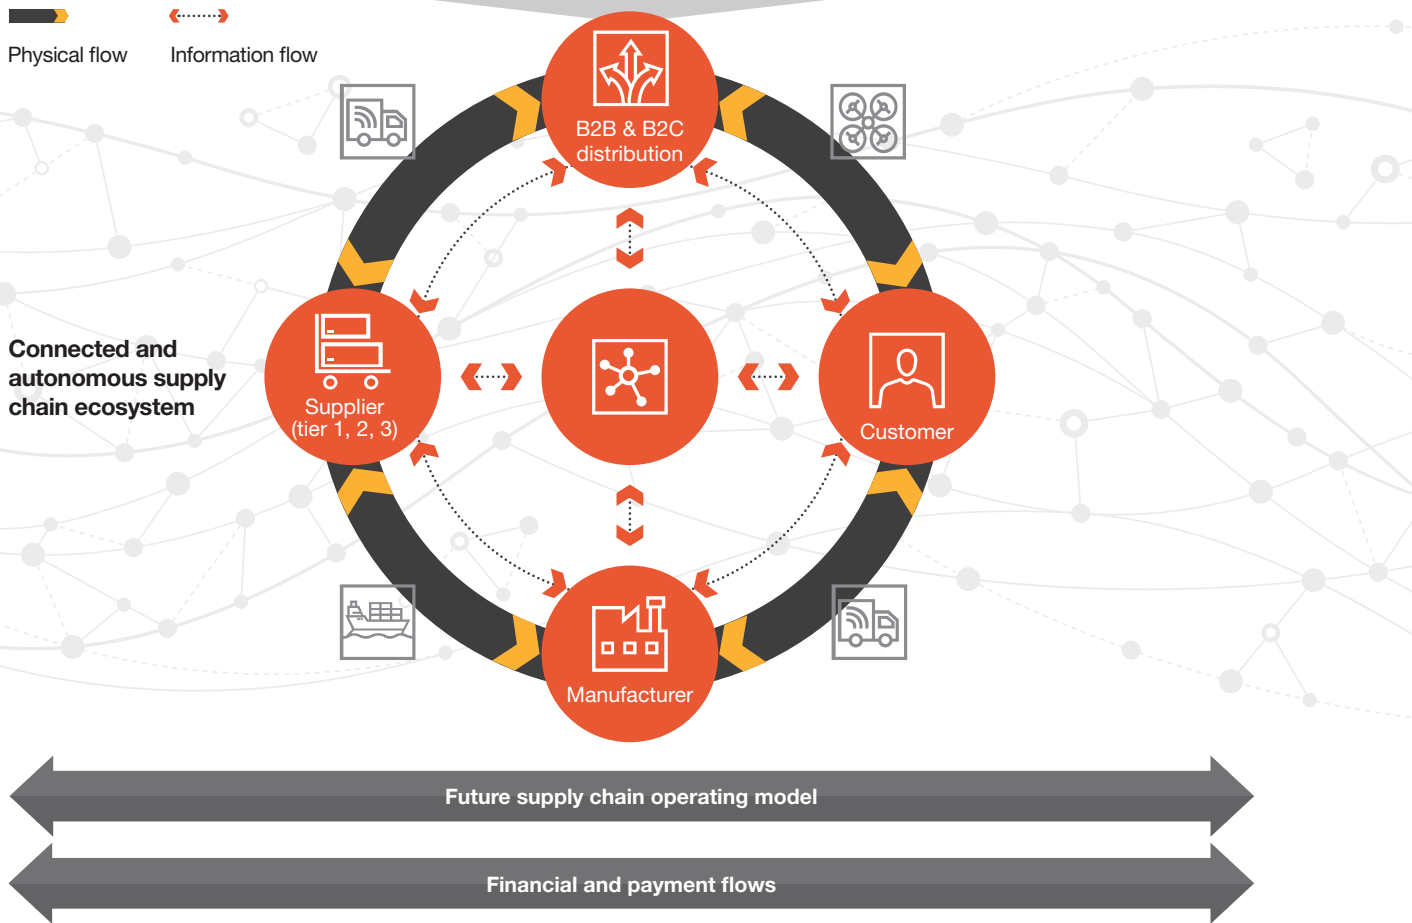 Physical flow
Information flow
B2B & B2C
distribution
Connected and
autonomous supply
chain ecosystem
Supplier
(tier 1, 2, 3)
Customer
Manufacturer
Future supply chain operating model
Financial and payment flows